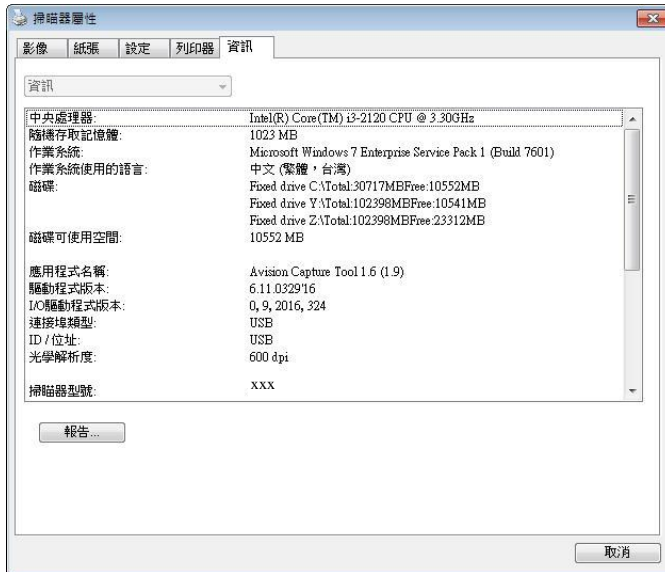 掃瞄器屬性
影像 紙張 設定 列印器 資訊
資訊
中央處理器: Intel(R) Core(TM) i3-2120 CPU @ 3.30GHz
隨機存取記憶體: 1023 MB
作業系統: Microsoft Windows 7 Enterprise Service Pack 1 (Build 7601)
作業系統使用的語言: 中文 (繁體，台灣)
磁碟: Fixed drive C:\Total:30717MBFree:10552MB
Fixed drive Y:\Total:102398MBFree:10541MB
Fixed drive Z:\Total:102398MBFree:23312MB
磁碟可使用空間: 10552 MB
應用程式名稱: Avision Capture Tool 1.6 (1.9)
驅動程式版本: 6.11.0329'16
I/O驅動程式版本: 0, 9, 2016, 324
連接埠類型: USB
ID / 位址: USB
光學解析度: 600 dpi
掃瞄器型號: XXX
報告...
取消